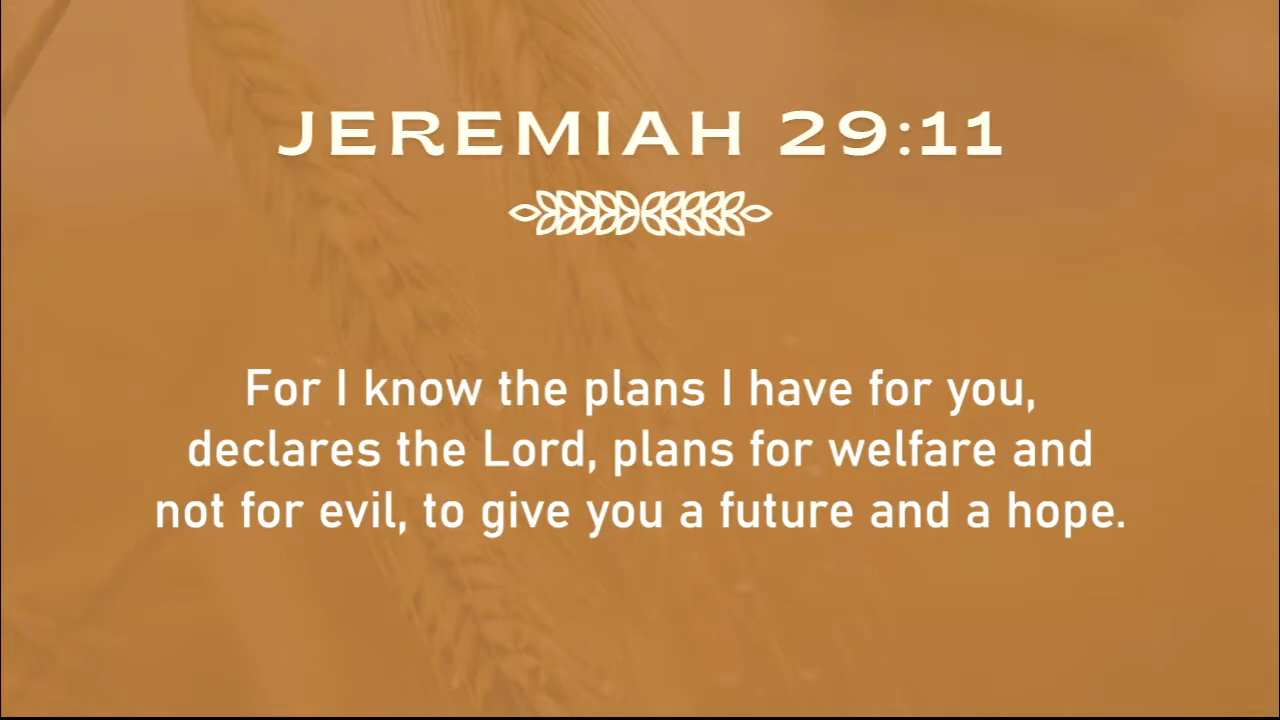 JEREMIAH 29:11
For I know the plans I have for you,
declares the Lord, plans for welfare and
not for evil, to give you a future and a hope.